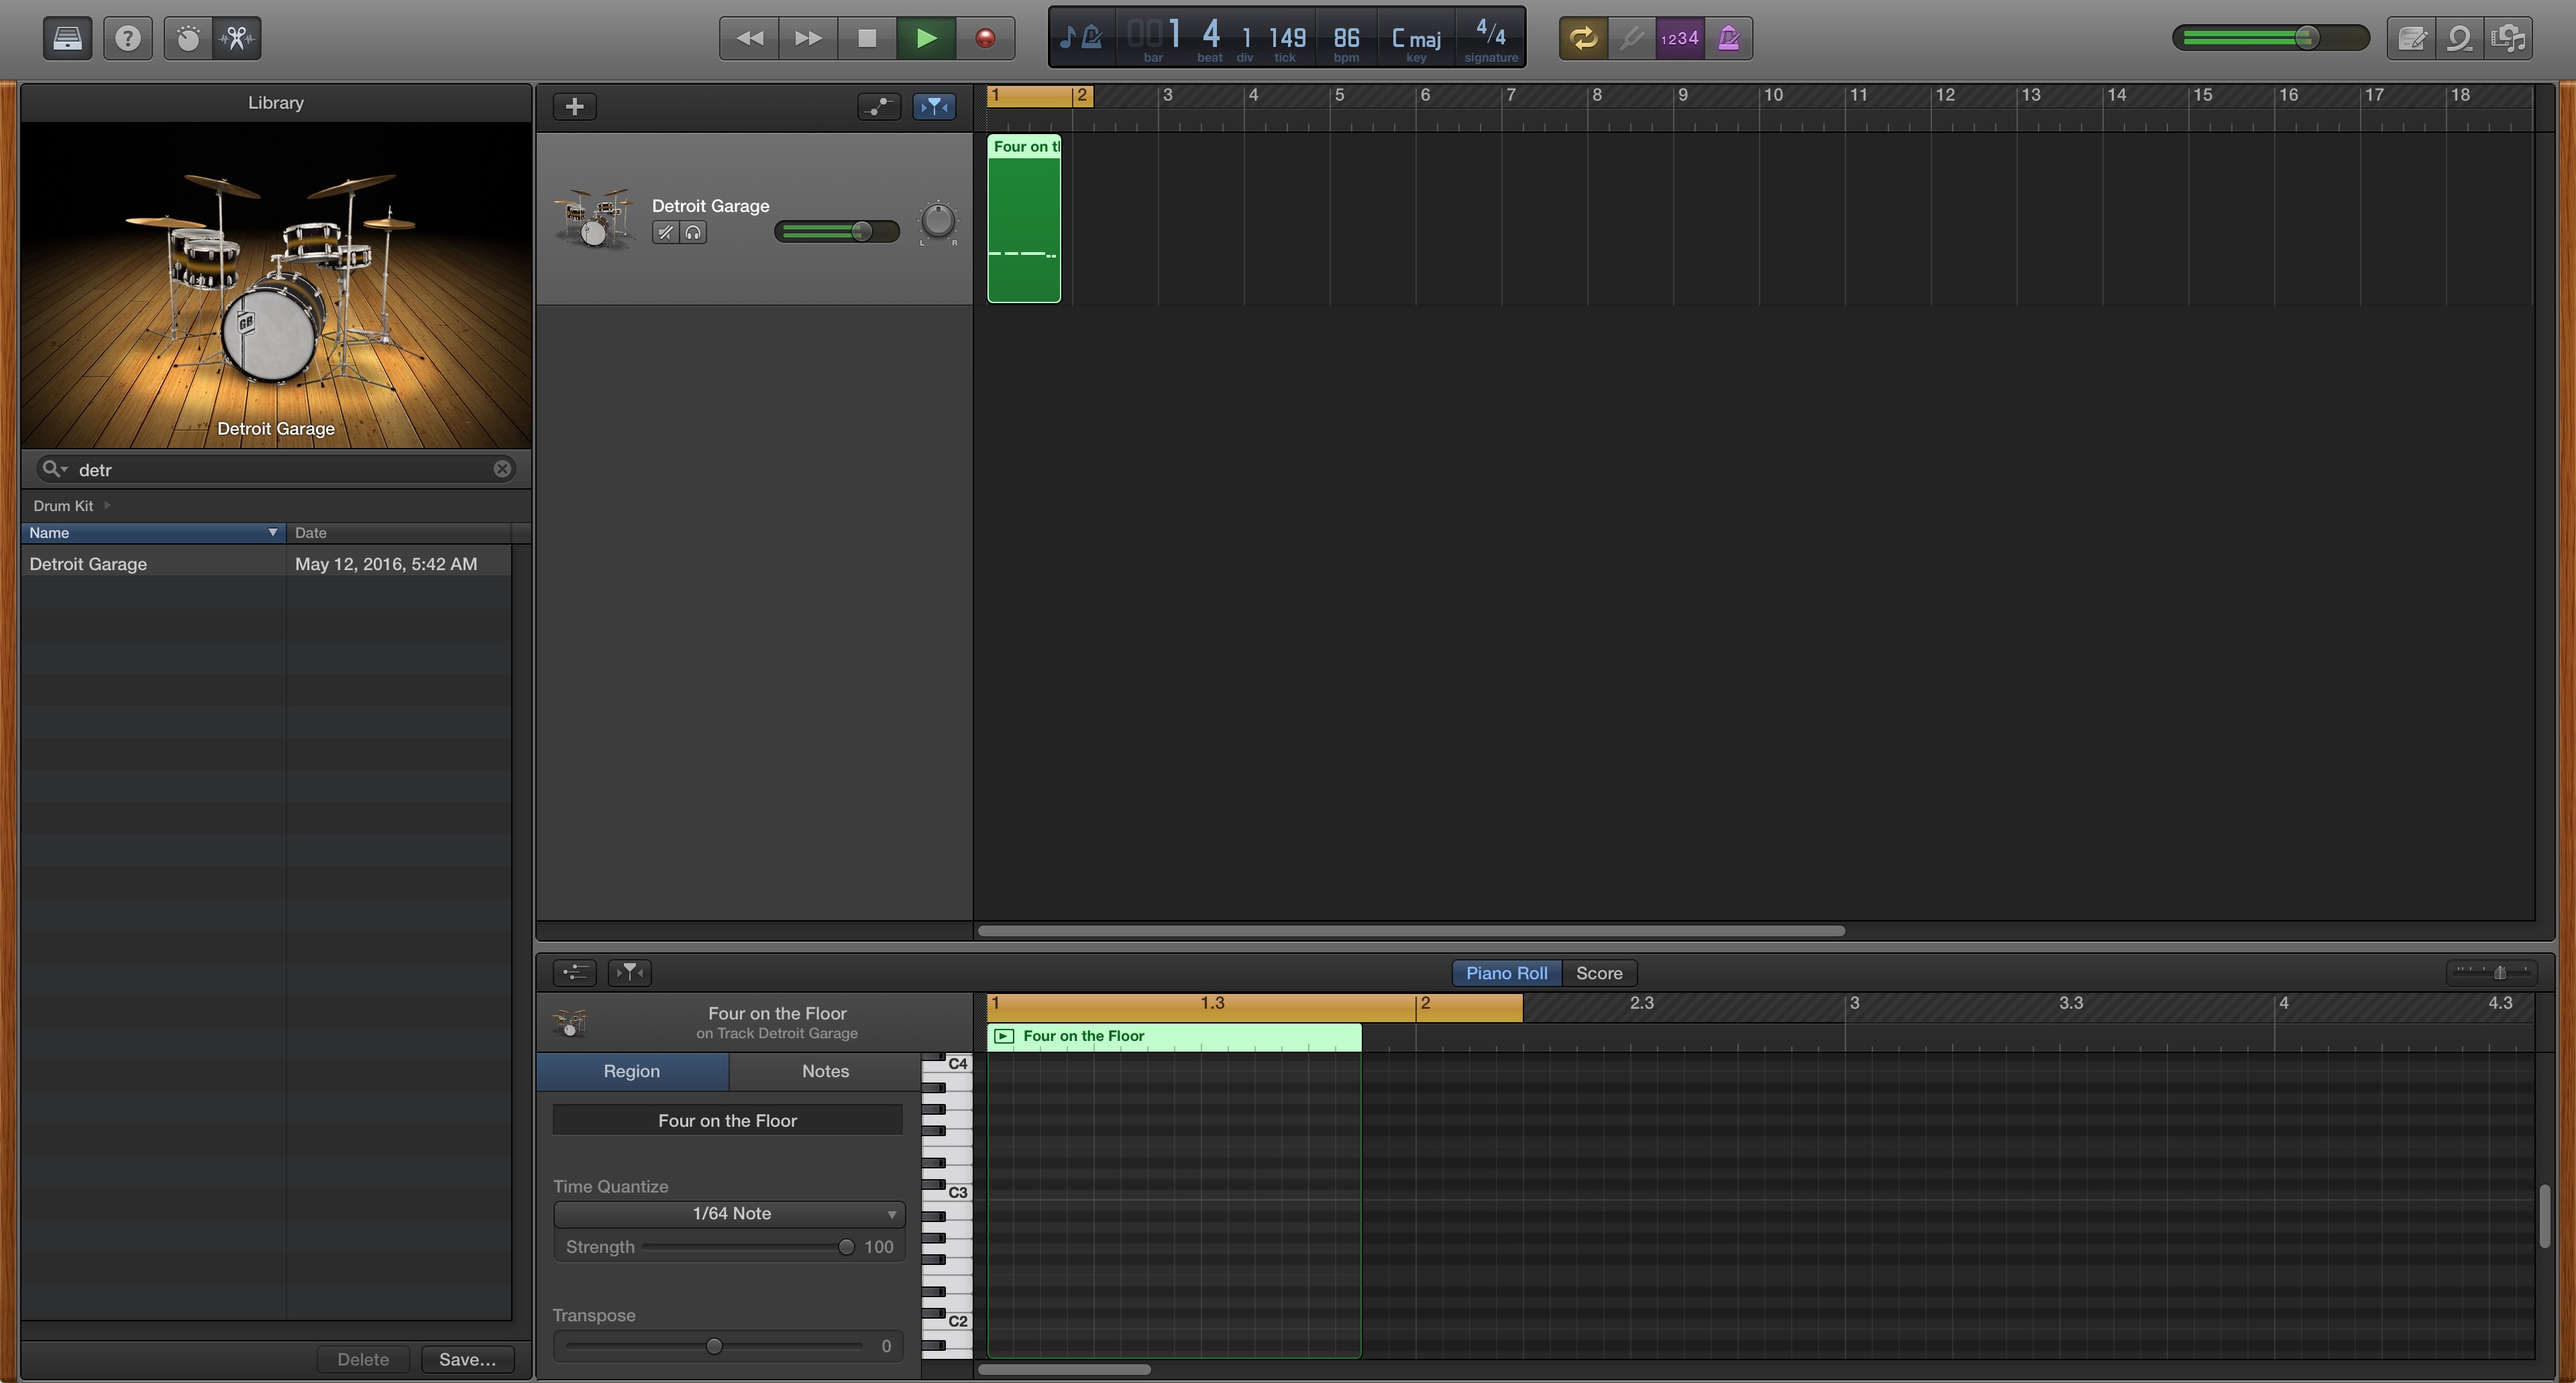 1 4 1 149 86 C maj 4/4
bar beat div tick bpm key signature
1234
Library
GB
Detroit Garage
detr
Drum Kit
Name Date
Detroit Garage May 12, 2016, 5:42 AM
Delete Save...
1 2 3 4 5 6 7 8 9 10 11 12 13 14 15 16 17 18
Four on tl
Detroit Garage
L R
Piano Roll Score
Four on the Floor
on Track Detroit Garage
1 1.3 2 2.3 3 3.3 4 4.3
Four on the Floor
Region Notes
Four on the Floor
Time Quantize
1/64 Note
Strength 100
Transpose
0
C4
C3
C2